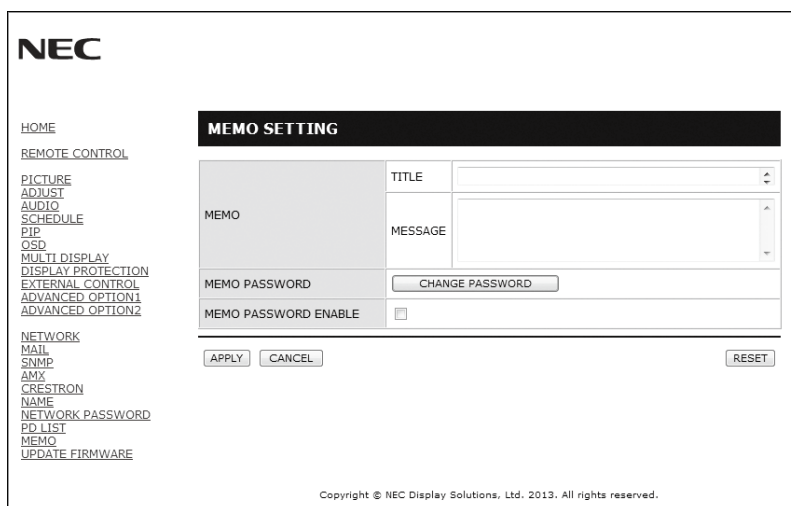 NEC
HOME
REMOTE CONTROL
PICTURE
ADJUST
AUDIO
SCHEDULE
PIP
OSD
MULTI DISPLAY
DISPLAY PROTECTION
EXTERNAL CONTROL
ADVANCED OPTION1
ADVANCED OPTION2
NETWORK
MAIL
SNMP
AMX
CRESTRON
NAME
NETWORK PASSWORD
PD LIST
MEMO
UPDATE FIRMWARE
MEMO SETTING
MEMO
TITLE
MESSAGE
MEMO PASSWORD
CHANGE PASSWORD
MEMO PASSWORD ENABLE
APPLY CANCEL RESET
Copyright © NEC Display Solutions, Ltd. 2013. All rights reserved.